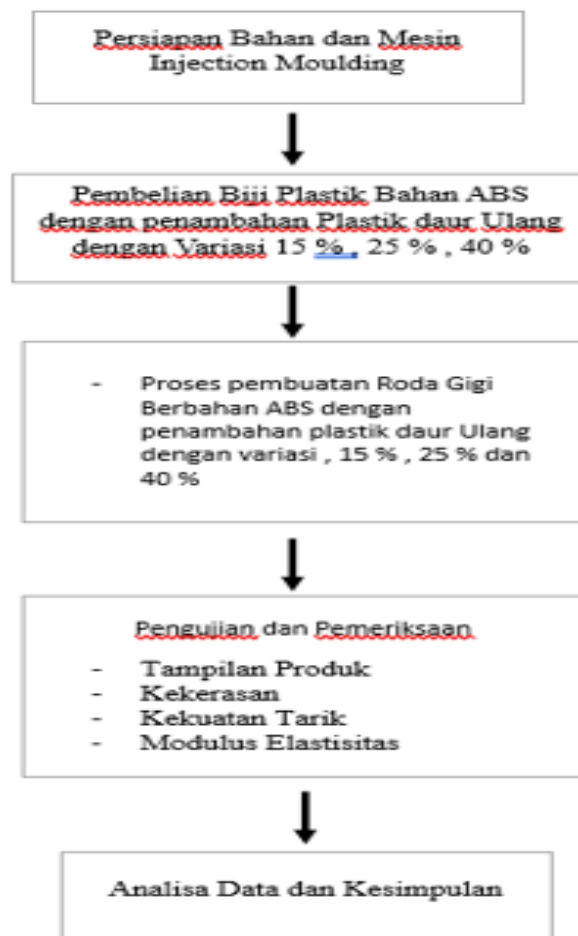 Persiapan Bahan dan Mesin
Injection Moulding
Pembelian Biji Plastik Bahan ABS
dengan penambahan Plastik daur Ulang
dengan Variasi 15 % , 25 % , 40 %
- Proses pembuatan Roda Gigi
Berbahan ABS dengan
penambahan plastik daur Ulang
dengan variasi , 15 % , 25 % dan
40 %
Pengujian dan Pemeriksaan
- Tampilan Produk
- Kekerasan
- Kekuatan Tarik
- Modulus Elastisitas
Analisa Data dan Kesimpulan